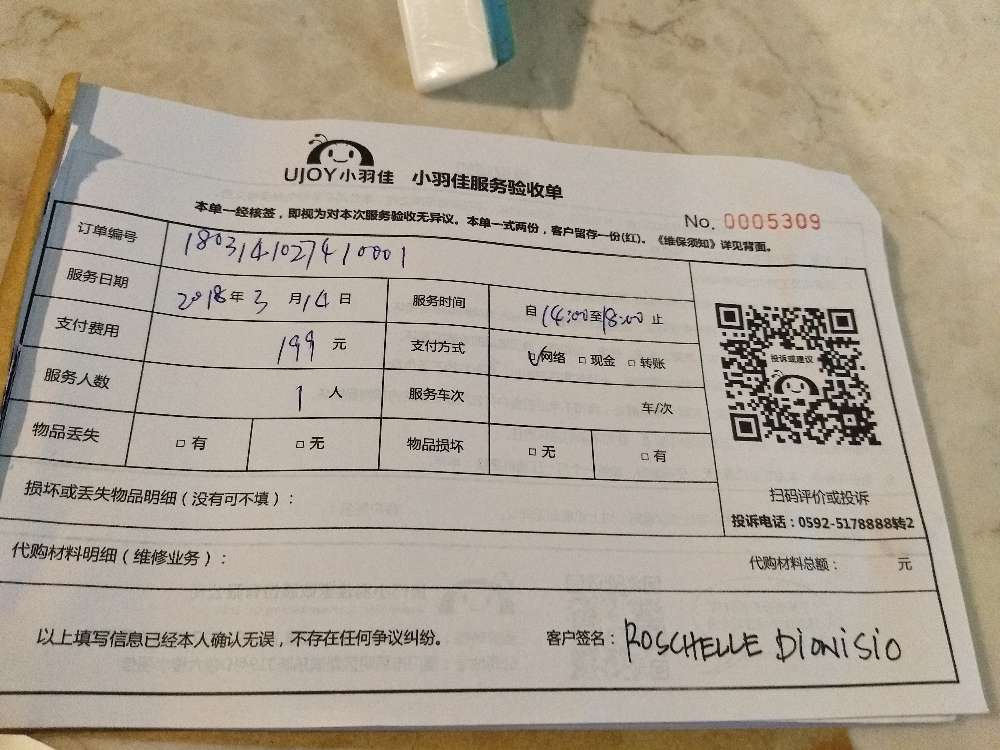 UJOY小羽佳 小羽佳服务验收单
No. 0005309
本单一经核签，即视为对本次服务验收无异议。本单一式两份，客户留存一份(红)。《维保须知》详见背面。
订单编号 1803141027410001
服务日期 2018年3月14日 服务时间 自14:00至18:00止
支付费用 199元 支付方式 ☑网络 □现金 □转账
服务人数 1人 服务车次 车/次
物品丢失 □有 □无 物品损坏 □无 □有
投诉或建议
扫码评价或投诉
投诉电话：0592-5178888转2
损坏或丢失物品明细（没有可不填）：
代购材料明细（维修业务）： 代购材料总额： 元
以上填写信息已经本人确认无误，不存在任何争议纠纷。 客户签名：ROSCHELLE DIONISIO